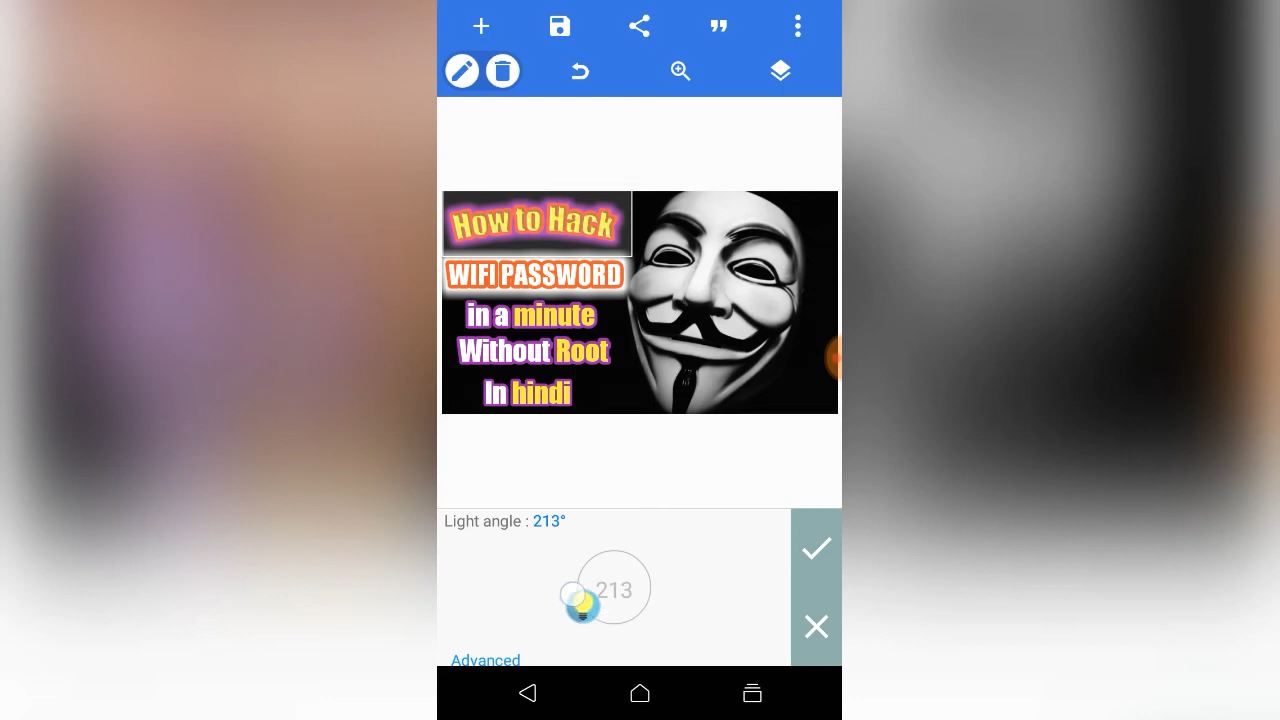 How to Hack
WIFI PASSWORD
in a minute
Without Root
In hindi
Light angle : 213°
213
Advanced